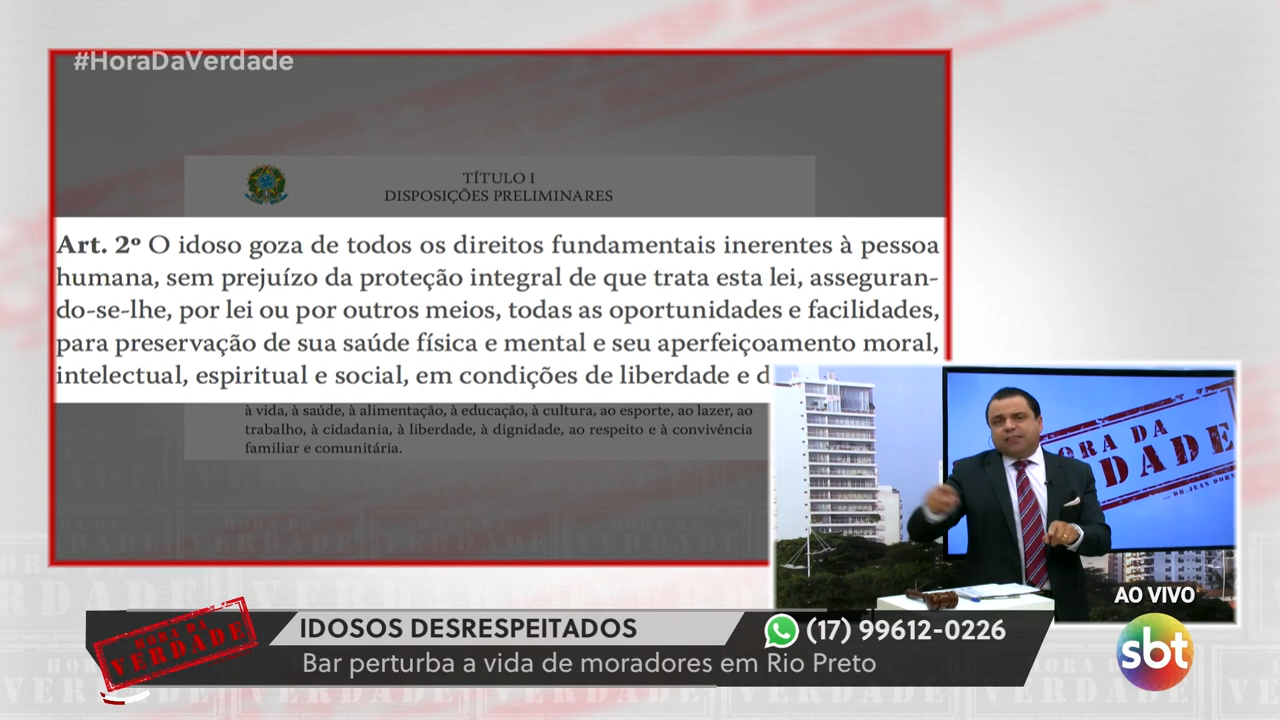 #HoraDaVerdade
TÍTULO I
DISPOSIÇÕES PRELIMINARES
Art. 2º O idoso goza de todos os direitos fundamentais inerentes à pessoa
humana, sem prejuízo da proteção integral de que trata esta lei, asseguran-
do-se-lhe, por lei ou por outros meios, todas as oportunidades e facilidades,
para preservação de sua saúde física e mental e seu aperfeiçoamento moral,
intelectual, espiritual e social, em condições de liberdade e d
à vida, à saúde, à alimentação, à educação, à cultura, ao esporte, ao lazer, ao
trabalho, à cidadania, à liberdade, à dignidade, ao respeito e à convivência
familiar e comunitária.
ORA DA
RDADE
AO VIVO
HORA DA
VERDADE
IDOSOS DESRESPEITADOS
(17) 99612-0226
Bar perturba a vida de moradores em Rio Preto
sbt